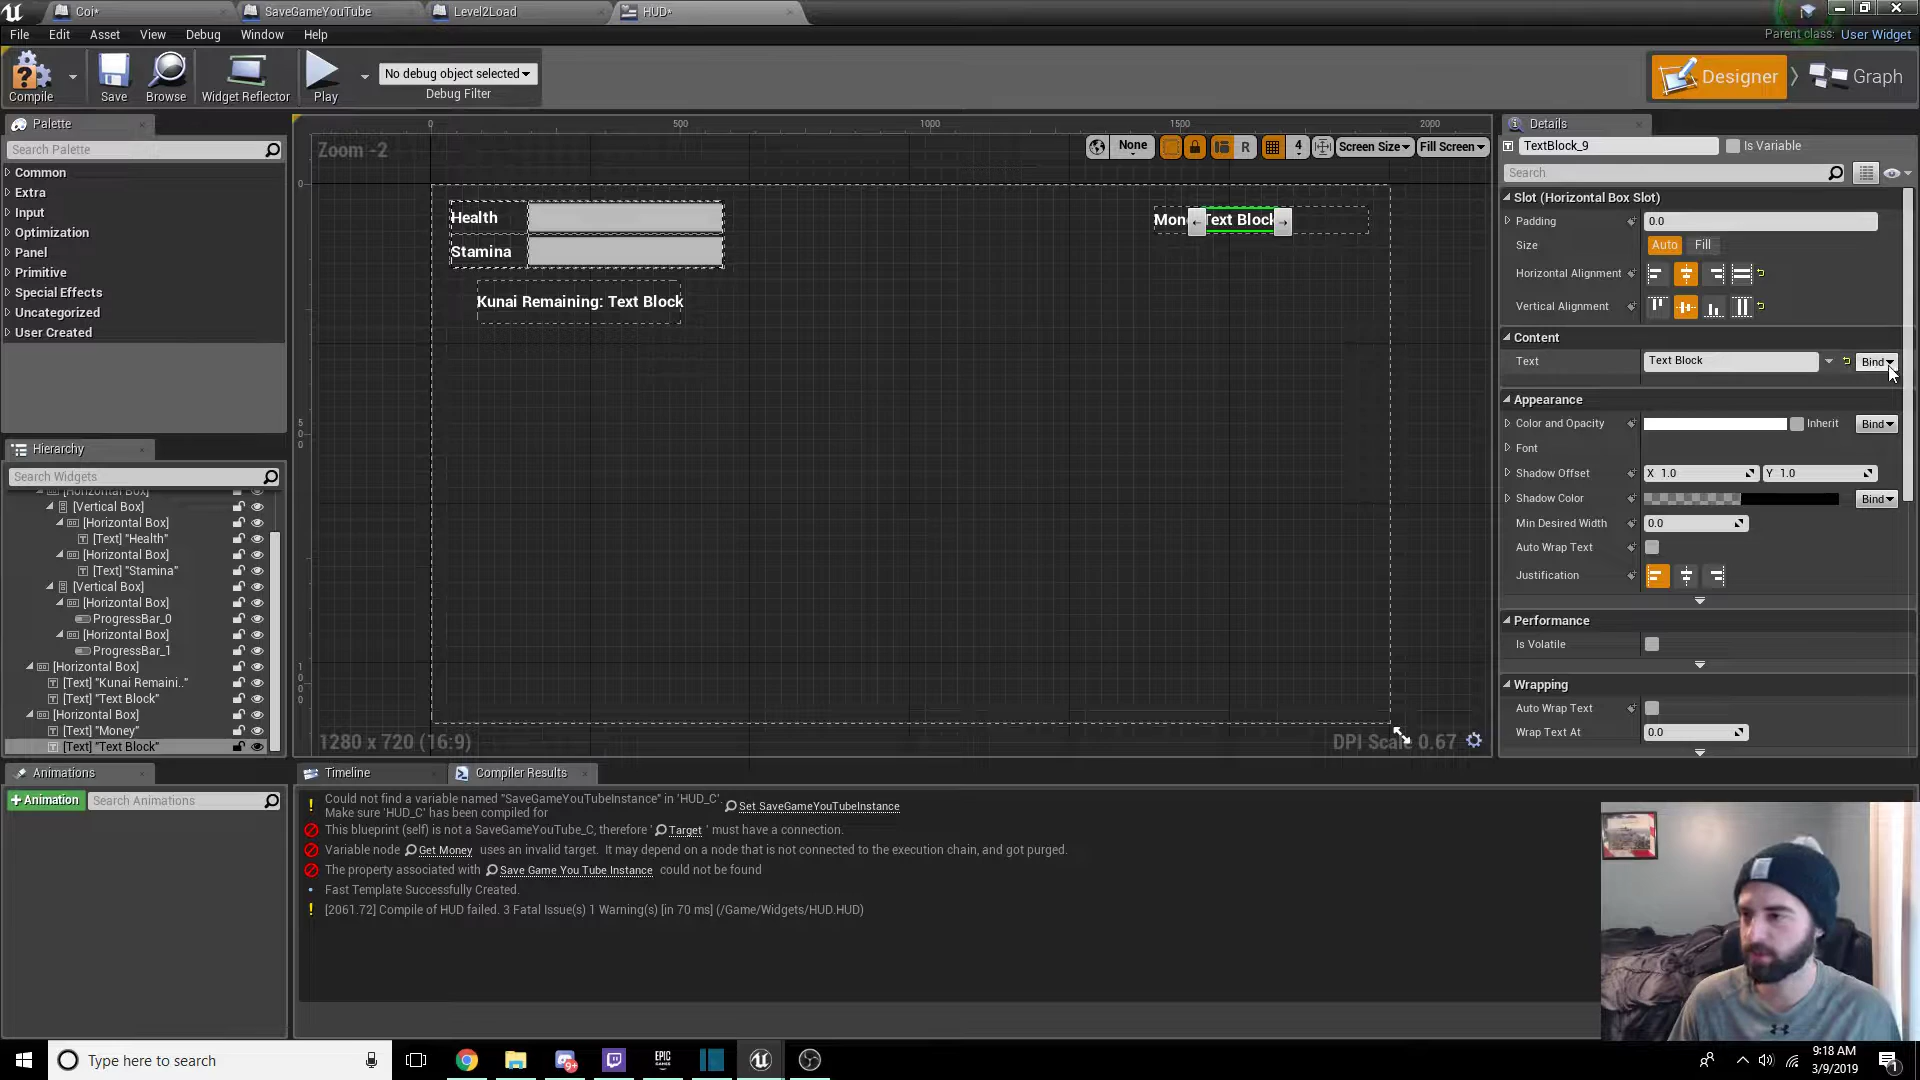 Coi*
SaveGameYouTube
Level2Load
HUD*
File
Edit
Asset
View
Debug
Window
Help
Parent class: User Widget
Compile
Save
Browse
Widget Reflector
Play
No debug object selected
Debug Filter
Designer
Graph
Palette
Search Palette
Common
Extra
Input
Optimization
Panel
Primitive
Special Effects
Uncategorized
User Created
Hierarchy
Search Widgets
[Horizontal Box]
[Vertical Box]
[Horizontal Box]
[Text] "Health"
[Horizontal Box]
[Text] "Stamina"
[Vertical Box]
[Horizontal Box]
ProgressBar_0
[Horizontal Box]
ProgressBar_1
[Horizontal Box]
[Text] "Kunai Remaini.."
[Text] "Text Block"
[Horizontal Box]
[Text] "Money"
[Text] "Text Block"
Animations
+Animation
Search Animations
0
500
1000
1500
2000
Zoom -2
None
R
4
Screen Size
Fill Screen
0
500
1000
Health
Stamina
Kunai Remaining: Text Block
Mon
Text Block
1280 x 720 (16:9)
DPI Scale 0.67
Timeline
Compiler Results
Could not find a variable named "SaveGameYouTubeInstance" in 'HUD_C'.
Make sure 'HUD_C' has been compiled for
Set SaveGameYouTubeInstance
This blueprint (self) is not a SaveGameYouTube_C, therefore ' Target ' must have a connection.
Variable node Get Money uses an invalid target. It may depend on a node that is not connected to the execution chain, and got purged.
The property associated with Save Game You Tube Instance could not be found
Fast Template Successfully Created.
[2061.72] Compile of HUD failed. 3 Fatal Issue(s) 1 Warning(s) [in 70 ms] (/Game/Widgets/HUD.HUD)
Details
TextBlock_9
Is Variable
Search
Slot (Horizontal Box Slot)
Padding
0.0
Size
Auto
Fill
Horizontal Alignment
Vertical Alignment
Content
Text
Text Block
Bind
Appearance
Color and Opacity
Inherit
Bind
Font
Shadow Offset
X 1.0
Y 1.0
Shadow Color
Bind
Min Desired Width
0.0
Auto Wrap Text
Justification
Performance
Is Volatile
Wrapping
Auto Wrap Text
Wrap Text At
0.0
Type here to search
EPIC
GAMES
9:18 AM
3/9/2019
1